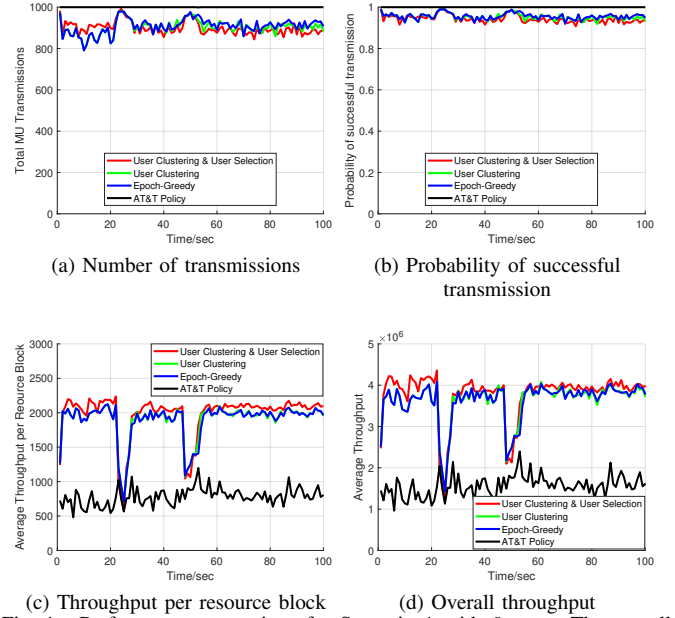 Total MU Transmissions
1000
800
600
400
200
0
User Clustering & User Selection
User Clustering
Epoch-Greedy
AT&T Policy
0 20 40 60 80 100
Time/sec
(a) Number of transmissions
Probability of successful transmission
1
0.8
0.6
0.4
0.2
0
User Clustering & User Selection
User Clustering
Epoch-Greedy
AT&T Policy
0 20 40 60 80 100
Time/sec
(b) Probability of successful
transmission
Average Throughput per Resource Block
3000
2500
2000
1500
1000
500
0
User Clustering & User Selection
User Clustering
Epoch-Greedy
AT&T Policy
0 20 40 60 80 100
Time/sec
(c) Throughput per resource block
Average Throughput
×10^6
5
4
3
2
1
0
User Clustering & User Selection
User Clustering
Epoch-Greedy
AT&T Policy
0 20 40 60 80 100
Time/sec
(d) Overall throughput